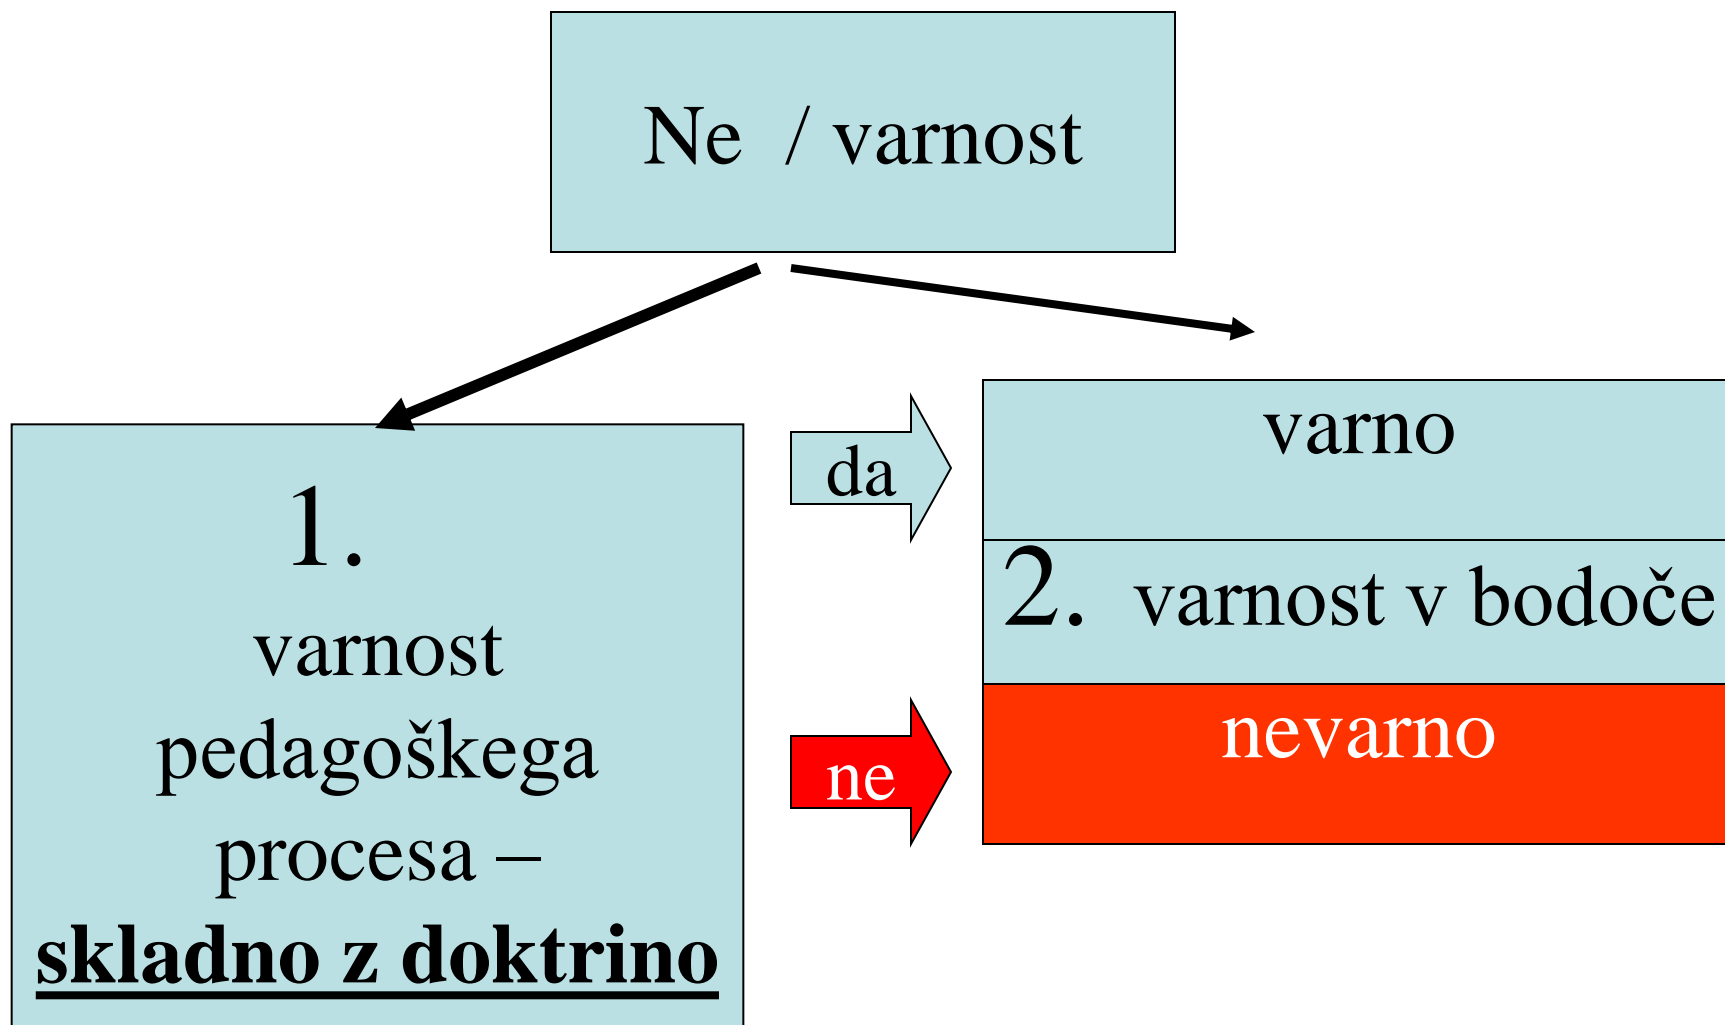 Ne / varnost
1.
varnost
pedagoškega
procesa –
skladno z doktrino
da
ne
varno
2. varnost v bodoče
nevarno